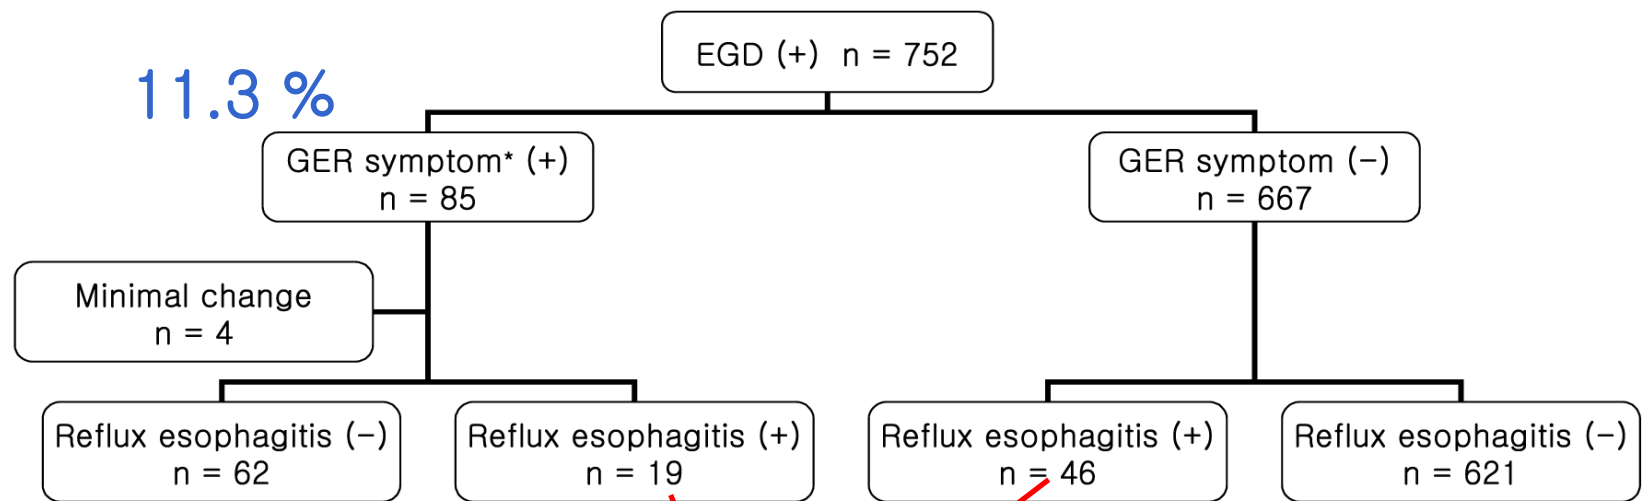 EGD (+) n = 752
11.3 %
GER symptom* (+)
n = 85
GER symptom (-)
n = 667
Minimal change
n = 4
Reflux esophagitis (-)
n = 62
Reflux esophagitis (+)
n = 19
Reflux esophagitis (+)
n = 46
Reflux esophagitis (-)
n = 621